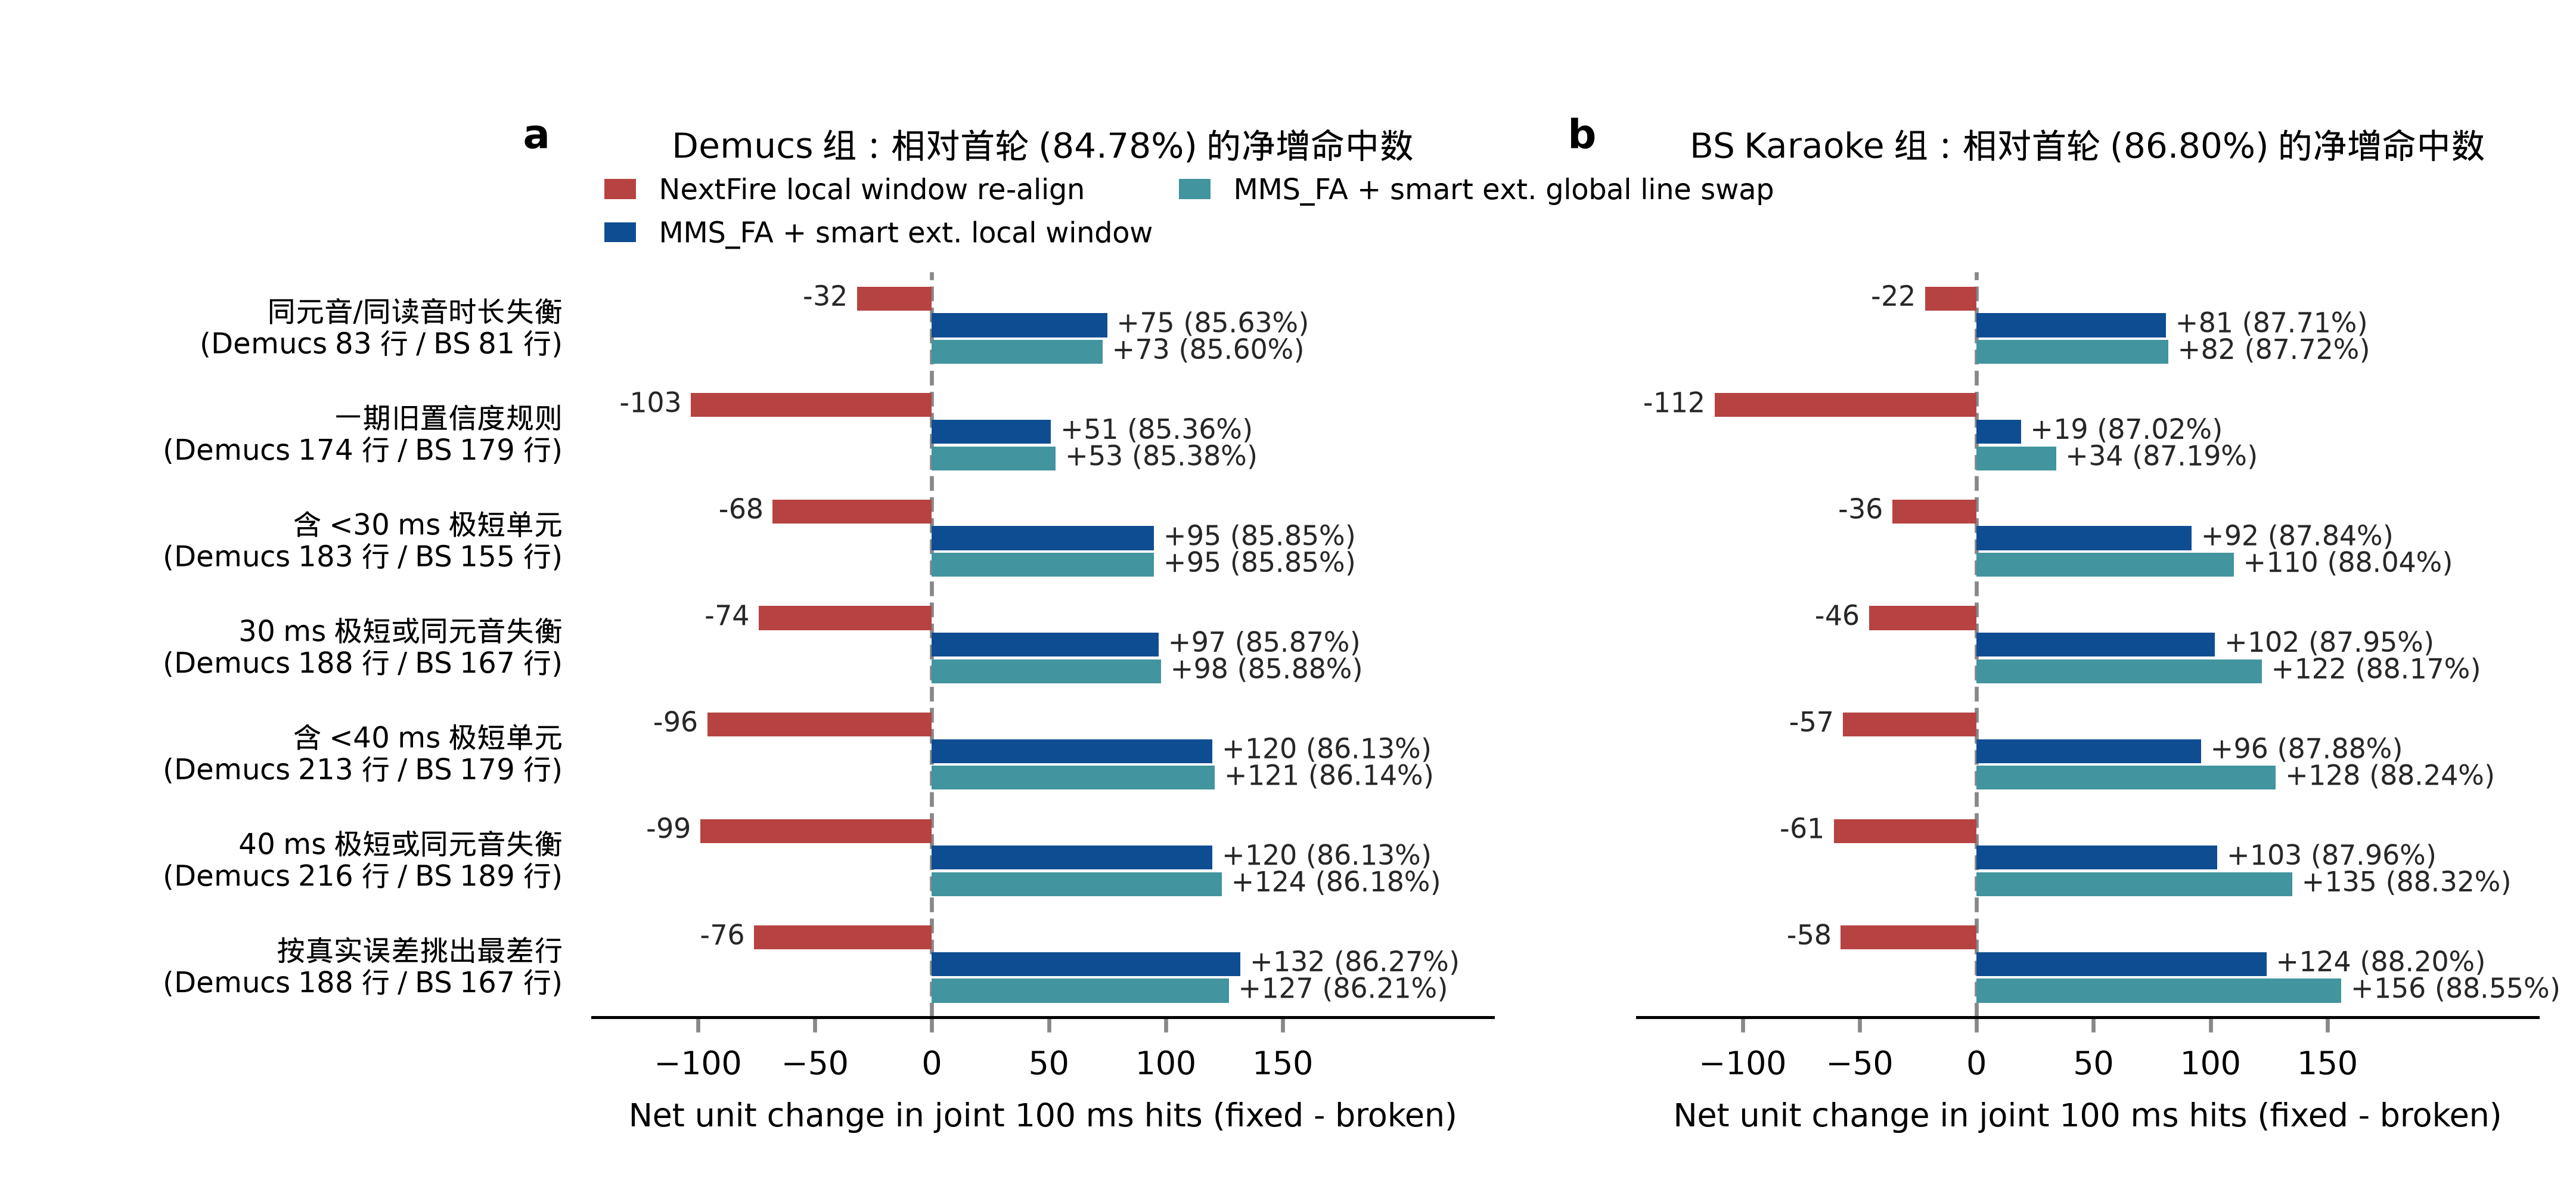 a
Demucs 组：相对首轮 (84.78%) 的净增命中数
NextFire local window re-align
MMS_FA + smart ext. global line swap
MMS_FA + smart ext. local window
同元音/同读音时长失衡
(Demucs 83 行 / BS 81 行)
-32
+75 (85.63%)
+73 (85.60%)
一期旧置信度规则
(Demucs 174 行 / BS 179 行)
-103
+51 (85.36%)
+53 (85.38%)
含 <30 ms 极短单元
(Demucs 183 行 / BS 155 行)
-68
+95 (85.85%)
+95 (85.85%)
30 ms 极短或同元音失衡
(Demucs 188 行 / BS 167 行)
-74
+97 (85.87%)
+98 (85.88%)
含 <40 ms 极短单元
(Demucs 213 行 / BS 179 行)
-96
+120 (86.13%)
+121 (86.14%)
40 ms 极短或同元音失衡
(Demucs 216 行 / BS 189 行)
-99
+120 (86.13%)
+124 (86.18%)
按真实误差挑出最差行
(Demucs 188 行 / BS 167 行)
-76
+132 (86.27%)
+127 (86.21%)
−100 −50 0 50 100 150
Net unit change in joint 100 ms hits (fixed - broken)
b
BS Karaoke 组：相对首轮 (86.80%) 的净增命中数
-22
+81 (87.71%)
+82 (87.72%)
-112
+19 (87.02%)
+34 (87.19%)
-36
+92 (87.84%)
+110 (88.04%)
-46
+102 (87.95%)
+122 (88.17%)
-57
+96 (87.88%)
+128 (88.24%)
-61
+103 (87.96%)
+135 (88.32%)
-58
+124 (88.20%)
+156 (88.55%)
−100 −50 0 50 100 150
Net unit change in joint 100 ms hits (fixed - broken)